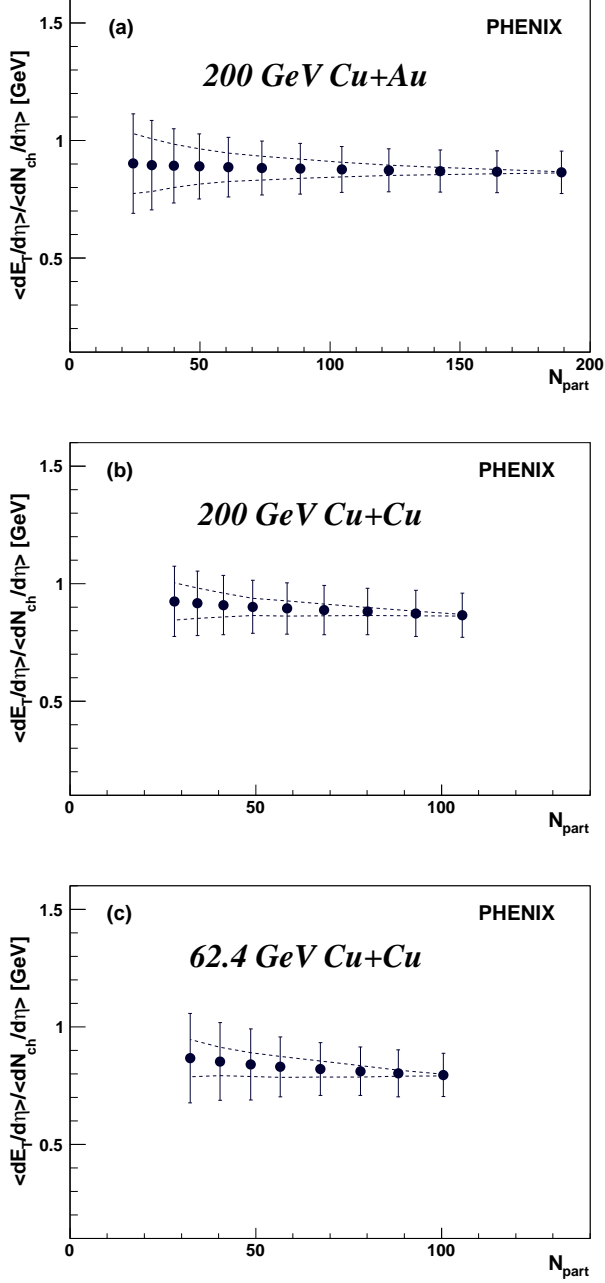 (a) PHENIX
200 GeV Cu+Au
<dE_T/dη>/<dN_ch/dη> [GeV]
1.5
1
0.5
0 50 100 150 200
N_part
(b) PHENIX
200 GeV Cu+Cu
<dE_T/dη>/<dN_ch/dη> [GeV]
1.5
1
0.5
0 50 100
N_part
(c) PHENIX
62.4 GeV Cu+Cu
<dE_T/dη>/<dN_ch/dη> [GeV]
1.5
1
0.5
0 50 100
N_part